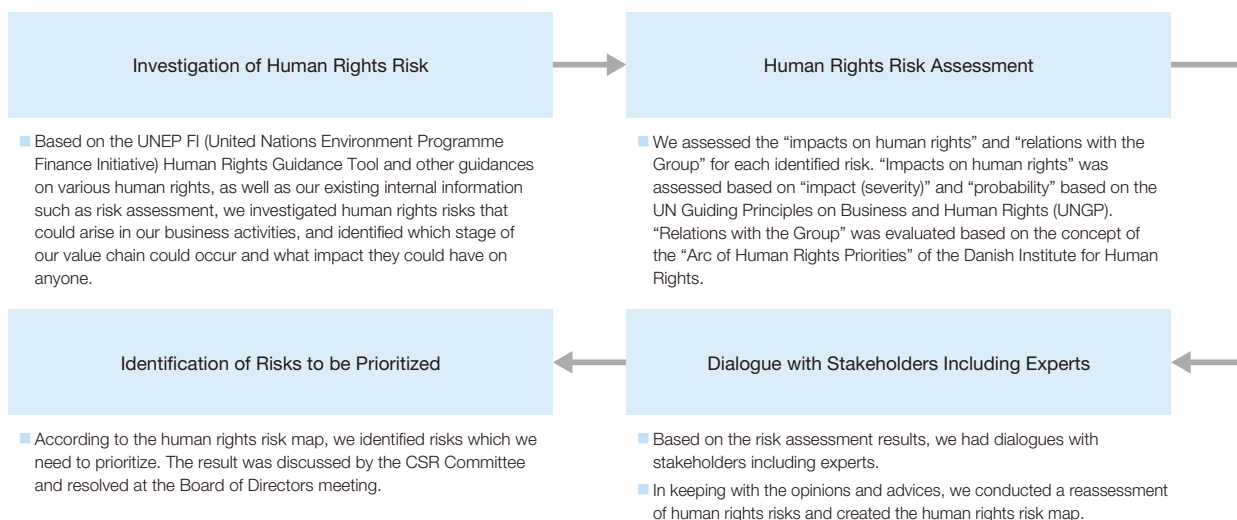 Investigation of Human Rights Risk
Based on the UNEP FI (United Nations Environment Programme
Finance Initiative) Human Rights Guidance Tool and other guidances
on various human rights, as well as our existing internal information
such as risk assessment, we investigated human rights risks that
could arise in our business activities, and identified which stage of
our value chain could occur and what impact they could have on
anyone.
Human Rights Risk Assessment
We assessed the “impacts on human rights” and “relations with the
Group” for each identified risk. “Impacts on human rights” was
assessed based on “impact (severity)” and “probability” based on the
UN Guiding Principles on Business and Human Rights (UNGP).
“Relations with the Group” was evaluated based on the concept of
the “Arc of Human Rights Priorities” of the Danish Institute for Human
Rights.
Dialogue with Stakeholders Including Experts
Based on the risk assessment results, we had dialogues with
stakeholders including experts.
In keeping with the opinions and advices, we conducted a reassessment
of human rights risks and created the human rights risk map.
Identification of Risks to be Prioritized
According to the human rights risk map, we identified risks which we
need to prioritize. The result was discussed by the CSR Committee
and resolved at the Board of Directors meeting.